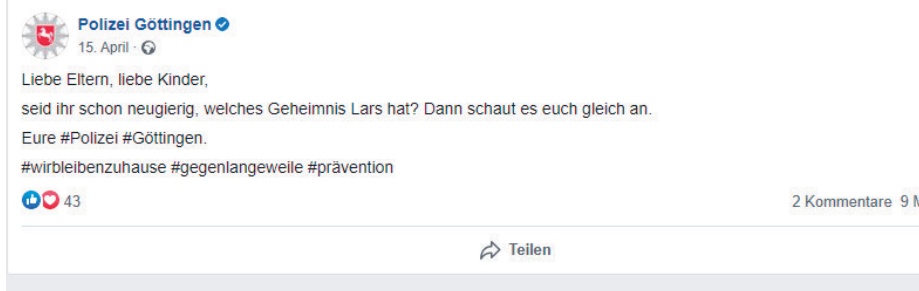 Polizei Göttingen
15. April ·
Liebe Eltern, liebe Kinder,
seid ihr schon neugierig, welches Geheimnis Lars hat? Dann schaut es euch gleich an.
Eure #Polizei #Göttingen.
#wirbleibenzuhause #gegenlangeweile #prävention
43 2 Kommentare 9
Teilen